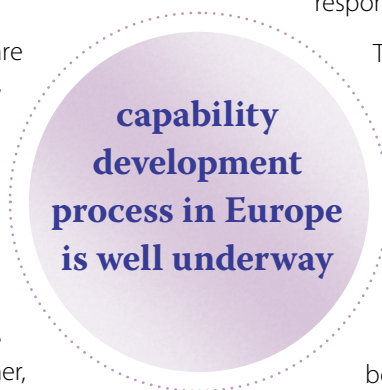 capability
development
process in Europe
is well underway